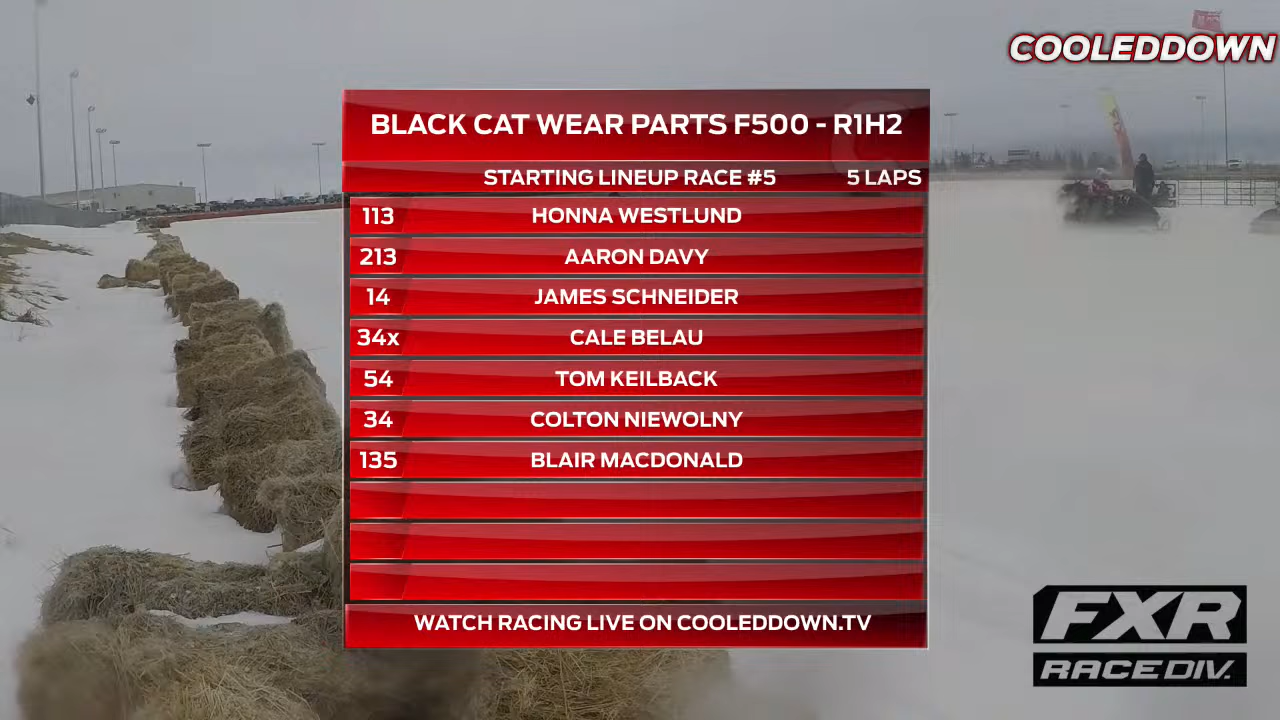 COOLEDDOWN
BLACK CAT WEAR PARTS F500 - R1H2
STARTING LINEUP RACE #5 5 LAPS
113 HONNA WESTLUND
213 AARON DAVY
14 JAMES SCHNEIDER
34x CALE BELAU
54 TOM KEILBACK
34 COLTON NIEWOLNY
135 BLAIR MACDONALD
WATCH RACING LIVE ON COOLEDDOWN.TV
FXR
RACE DIV.